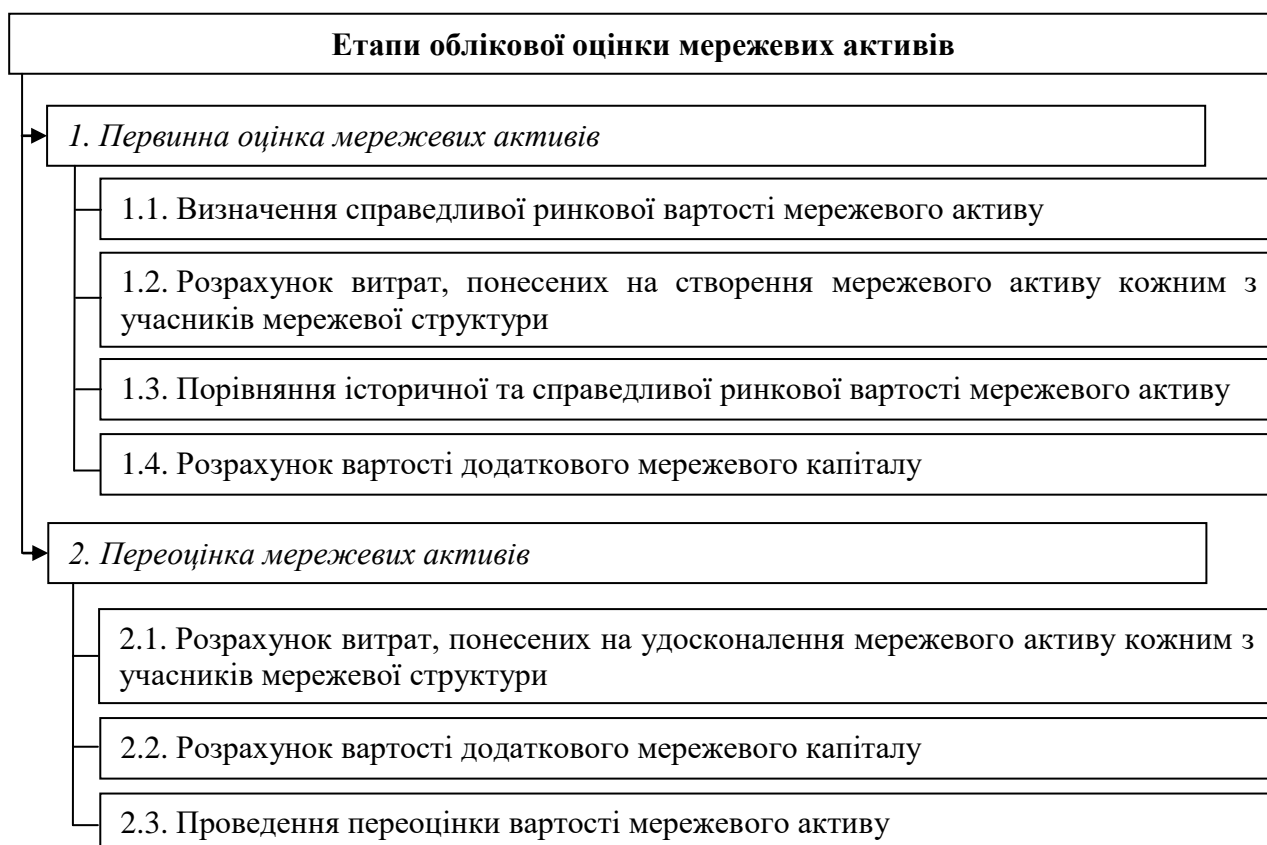 Етапи облікової оцінки мережевих активів
1. Первинна оцінка мережевих активів
1.1. Визначення справедливої ринкової вартості мережевого активу
1.2. Розрахунок витрат, понесених на створення мережевого активу кожним з
учасників мережевої структури
1.3. Порівняння історичної та справедливої ринкової вартості мережевого активу
1.4. Розрахунок вартості додаткового мережевого капіталу
2. Переоцінка мережевих активів
2.1. Розрахунок витрат, понесених на удосконалення мережевого активу кожним з
учасників мережевої структури
2.2. Розрахунок вартості додаткового мережевого капіталу
2.3. Проведення переоцінки вартості мережевого активу